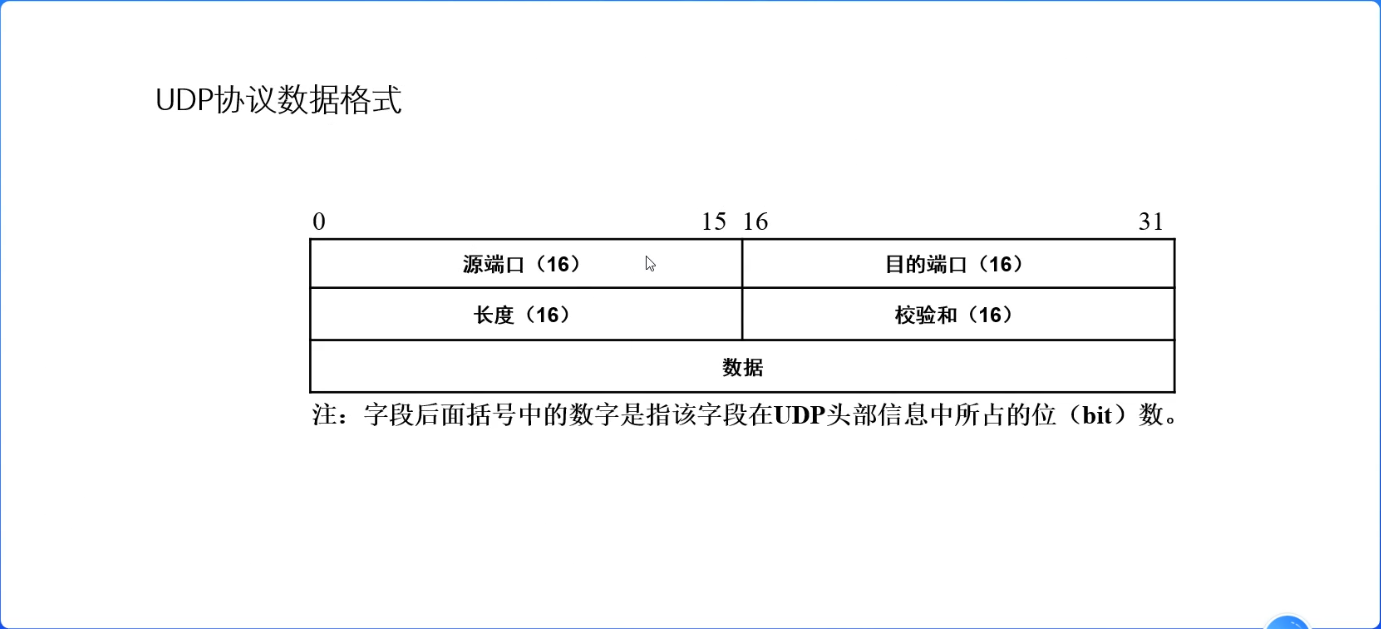 UDP协议数据格式
0 15 16 31
源端口（16） 目的端口（16）
长度（16） 校验和（16）
数据
注：字段后面括号中的数字是指该字段在UDP头部信息中所占的位（bit）数。